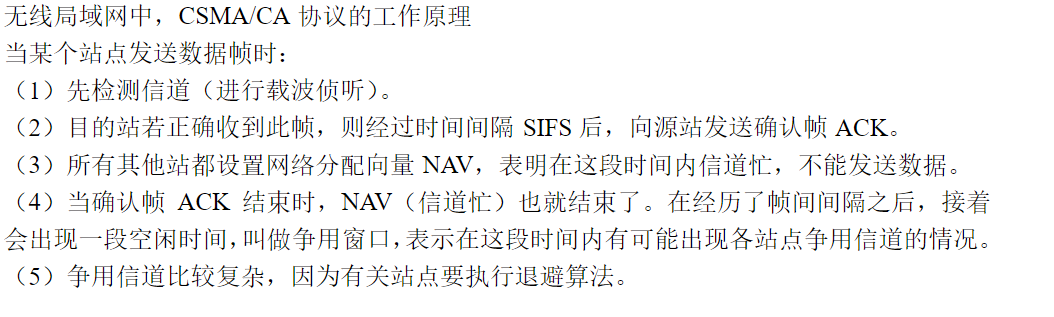 无线局域网中，CSMA/CA 协议的工作原理
当某个站点发送数据帧时：
（1）先检测信道（进行载波侦听）。
（2）目的站若正确收到此帧，则经过时间间隔 SIFS 后，向源站发送确认帧 ACK。
（3）所有其他站都设置网络分配向量 NAV，表明在这段时间内信道忙，不能发送数据。
（4）当确认帧 ACK 结束时，NAV（信道忙）也就结束了。在经历了帧间间隔之后，接着
会出现一段空闲时间，叫做争用窗口，表示在这段时间内有可能出现各站点争用信道的情况。
（5）争用信道比较复杂，因为有关站点要执行退避算法。